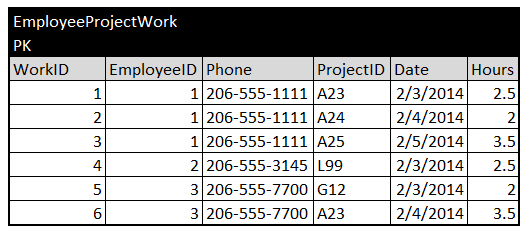 EmployeeProjectWork
PK
WorkID EmployeeID Phone ProjectID Date Hours
1 1 206-555-1111 A23 2/3/2014 2.5
2 1 206-555-1111 A24 2/4/2014 2
3 1 206-555-1111 A25 2/5/2014 3.5
4 2 206-555-3145 L99 2/3/2014 2.5
5 3 206-555-7700 G12 2/3/2014 2
6 3 206-555-7700 A23 2/4/2014 3.5